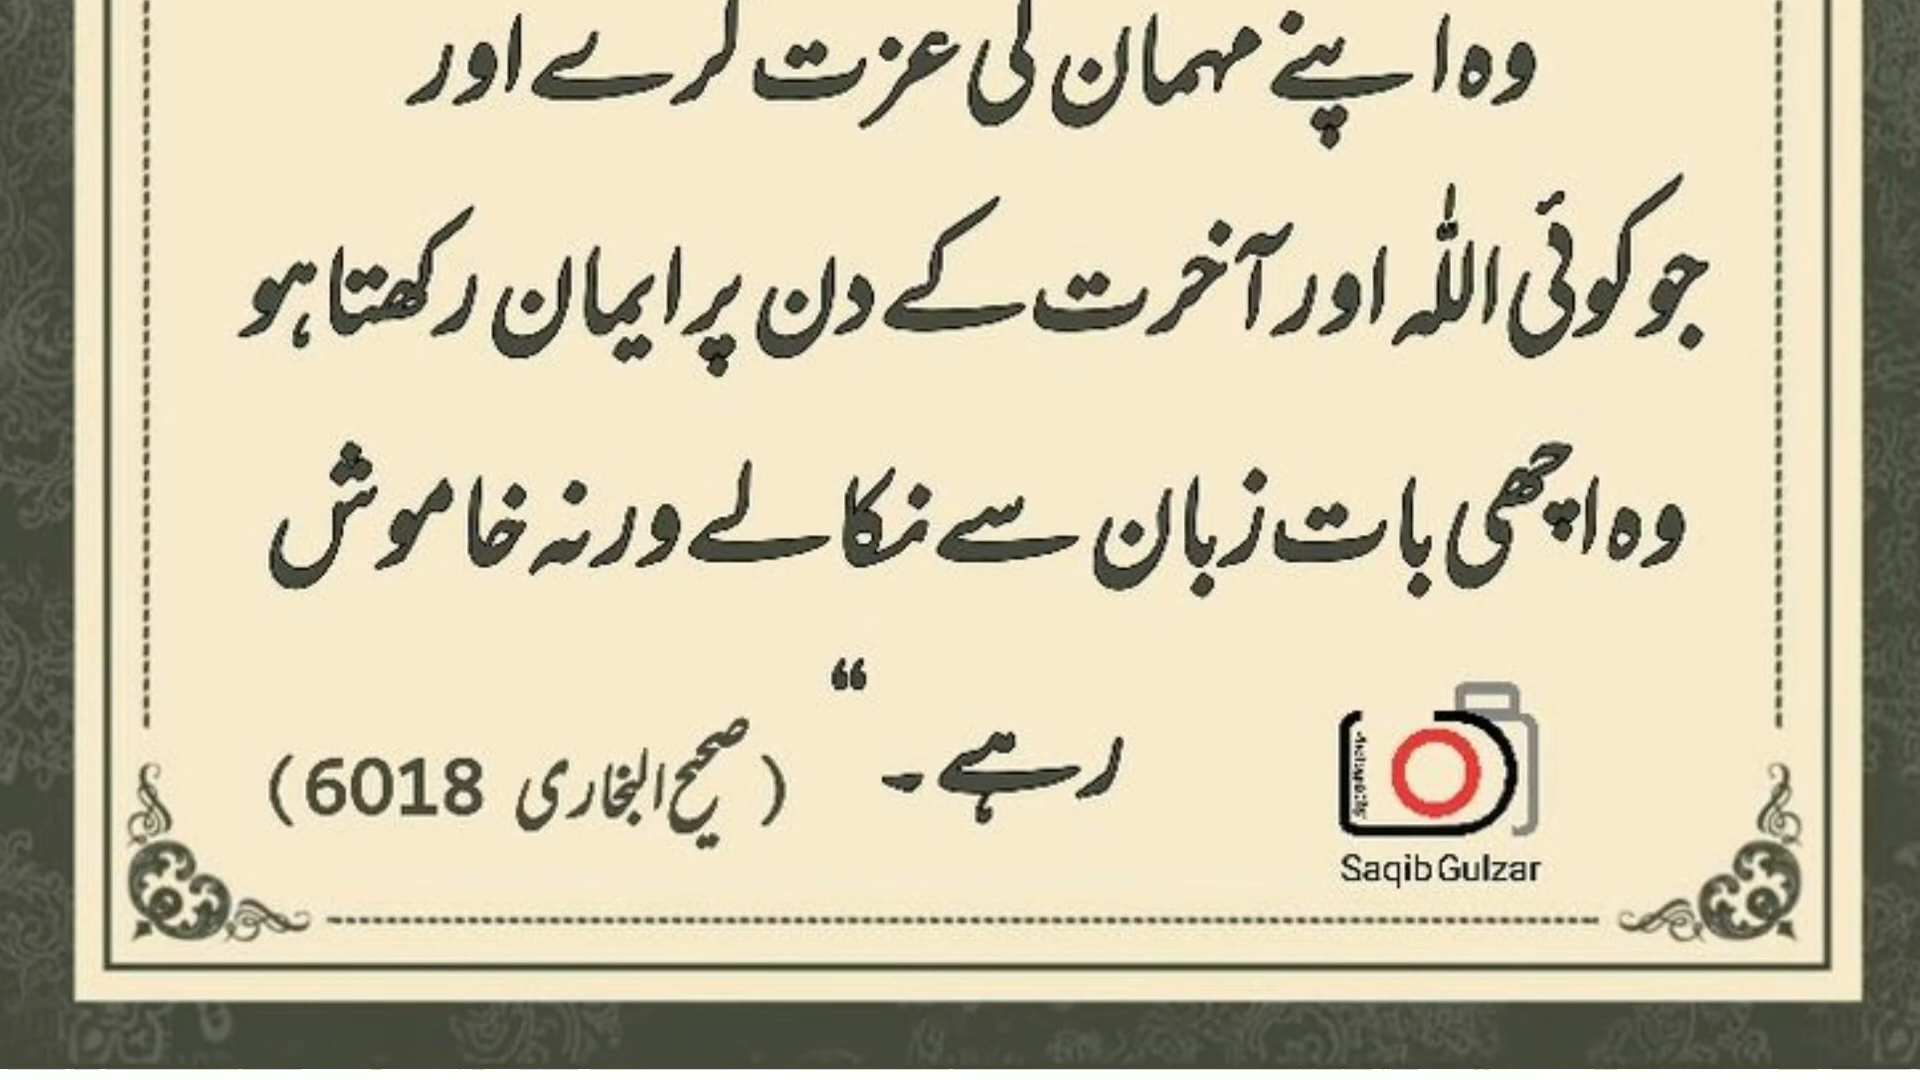 وہ اپنے مہمان کی عزت کرے اور
جو کوئی اللہ اور آخرت کے دن پر ایمان رکھتا ہو
وہ اچھی بات زبان سے نکالے ورنہ خاموش
رہے۔“ (صحیح البخاری 6018)
Saqib Gulzar